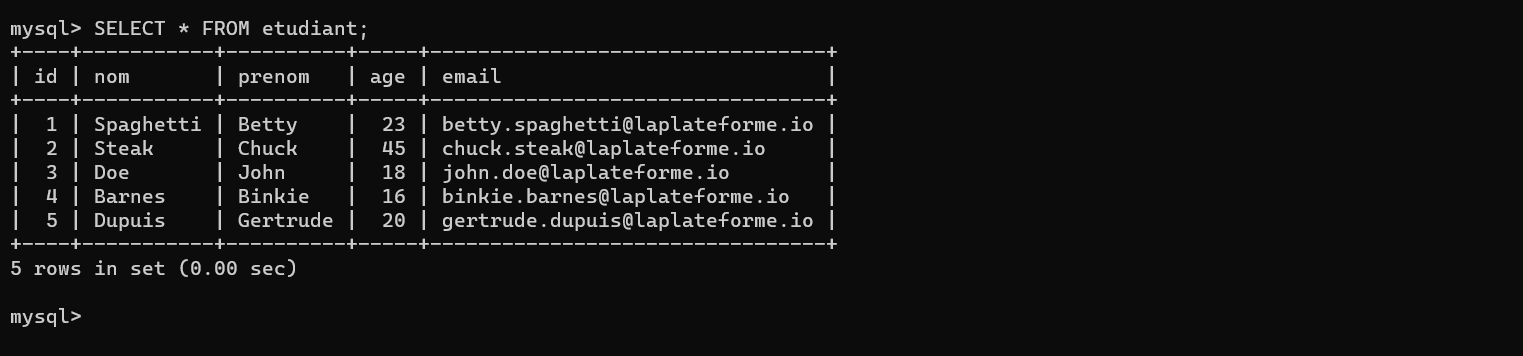 mysql> SELECT * FROM etudiant;
+----+-----------+----------+-----+---------------------------------+
| id | nom       | prenom   | age | email                           |
+----+-----------+----------+-----+---------------------------------+
|  1 | Spaghetti | Betty    |  23 | betty.spaghetti@laplateforme.io |
|  2 | Steak     | Chuck    |  45 | chuck.steak@laplateforme.io     |
|  3 | Doe       | John     |  18 | john.doe@laplateforme.io        |
|  4 | Barnes    | Binkie   |  16 | binkie.barnes@laplateforme.io   |
|  5 | Dupuis    | Gertrude |  20 | gertrude.dupuis@laplateforme.io |
+----+-----------+----------+-----+---------------------------------+
5 rows in set (0.00 sec)
mysql>